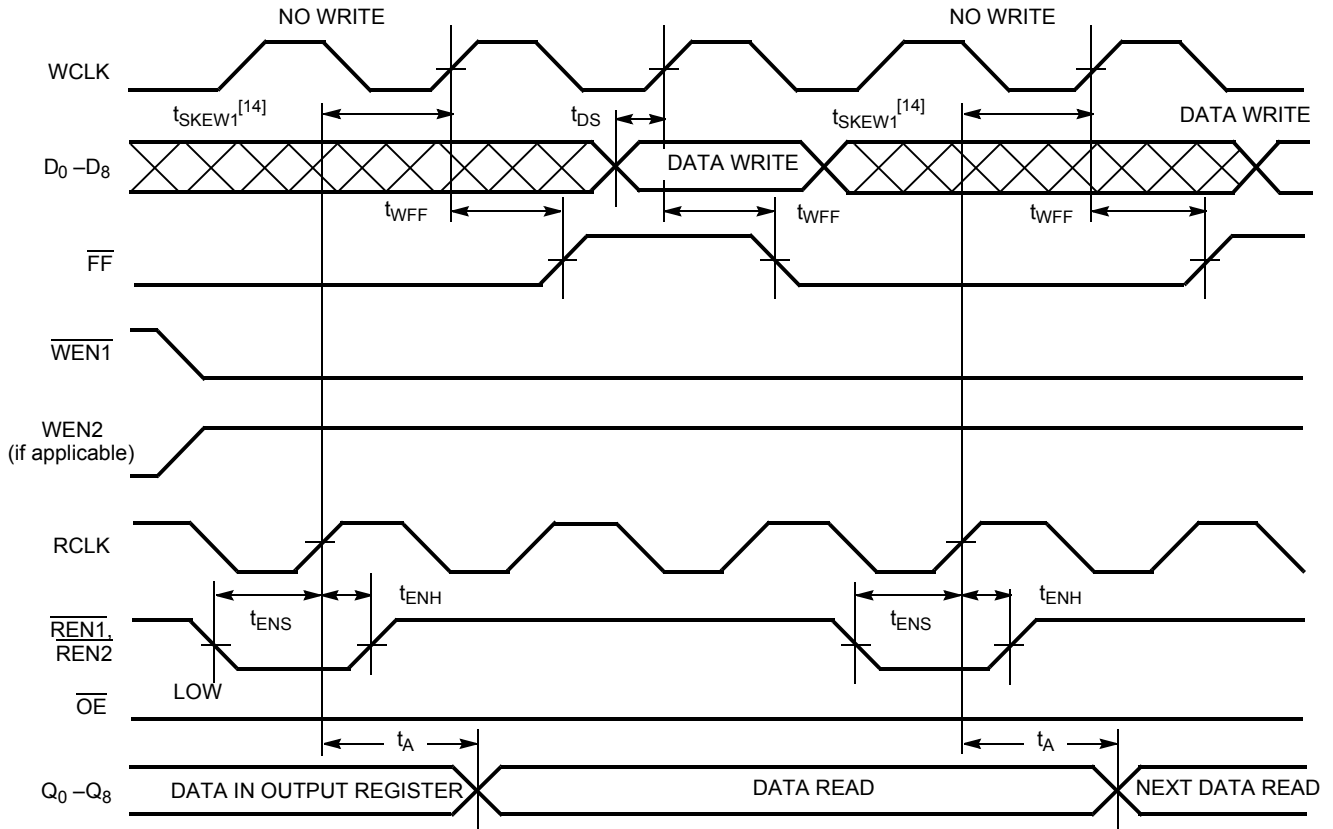 NO WRITE NO WRITE
WCLK
tSKEW1[14] tDS tSKEW1[14] DATA WRITE
D0 –D8 DATA WRITE
tWFF tWFF tWFF
FF
WEN1
WEN2
(if applicable)
RCLK
tENH tENH
tENS tENS
REN1,
REN2
LOW
OE
tA tA
Q0 –Q8 DATA IN OUTPUT REGISTER DATA READ NEXT DATA READ